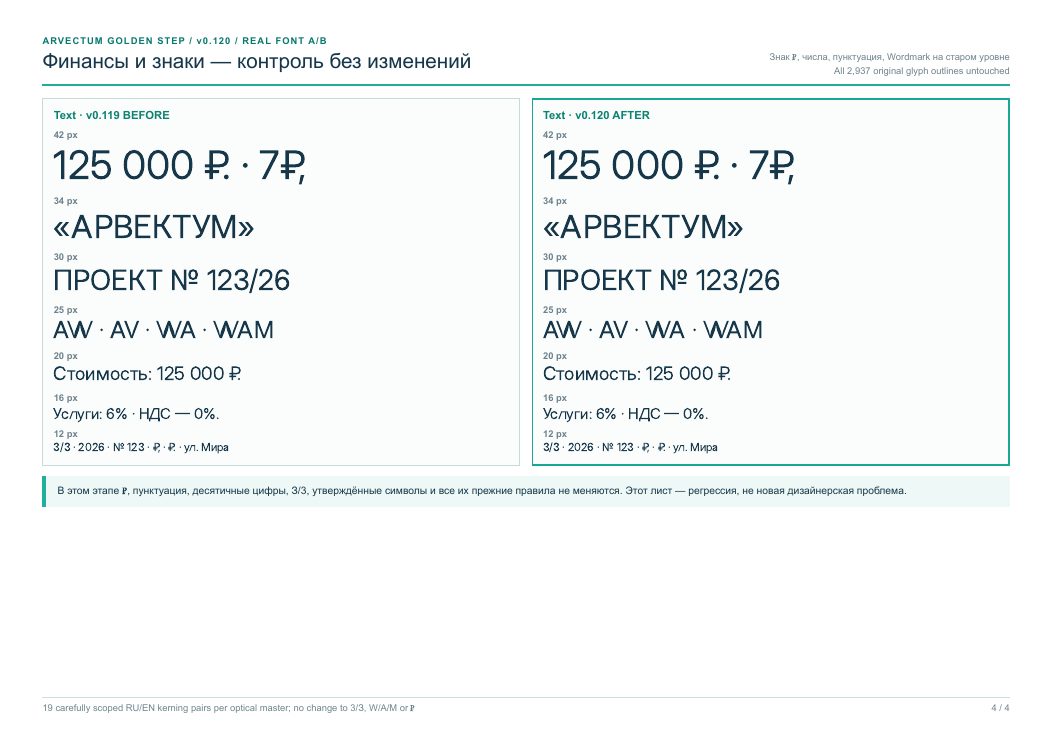 ARVECTUM GOLDEN STEP / v0.120 / REAL FONT A/B
Финансы и знаки — контроль без изменений
Знак ₽, числа, пунктуация, Wordmark на старом уровне
All 2,937 original glyph outlines untouched
Text · v0.119 BEFORE
42 px
125 000 ₽. · 7₽,
34 px
«АРВЕКТУМ»
30 px
ПРОЕКТ № 123/26
25 px
AW · AV · WA · WAM
20 px
Стоимость: 125 000 ₽.
16 px
Услуги: 6% · НДС — 0%.
12 px
3/З · 2026 · № 123 · ₽, · ₽. · ул. Мира
Text · v0.120 AFTER
42 px
125 000 ₽. · 7₽,
34 px
«АРВЕКТУМ»
30 px
ПРОЕКТ № 123/26
25 px
AW · AV · WA · WAM
20 px
Стоимость: 125 000 ₽.
16 px
Услуги: 6% · НДС — 0%.
12 px
3/З · 2026 · № 123 · ₽, · ₽. · ул. Мира
В этом этапе ₽, пунктуация, десятичные цифры, З/3, утверждённые символы и все их прежние правила не меняются. Этот лист — регрессия, не новая дизайнерская проблема.
19 carefully scoped RU/EN kerning pairs per optical master; no change to 3/З, W/A/M or ₽
4 / 4